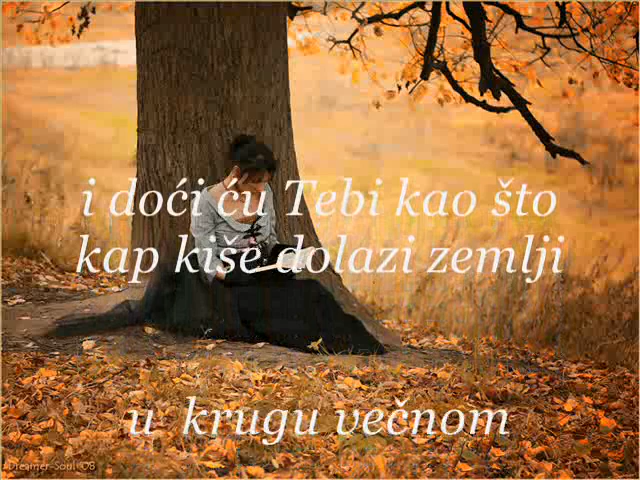 i doći ću Tebi kao što
kap kiše dolazi zemlji
u krugu večnom
Dreamer-Soul '08